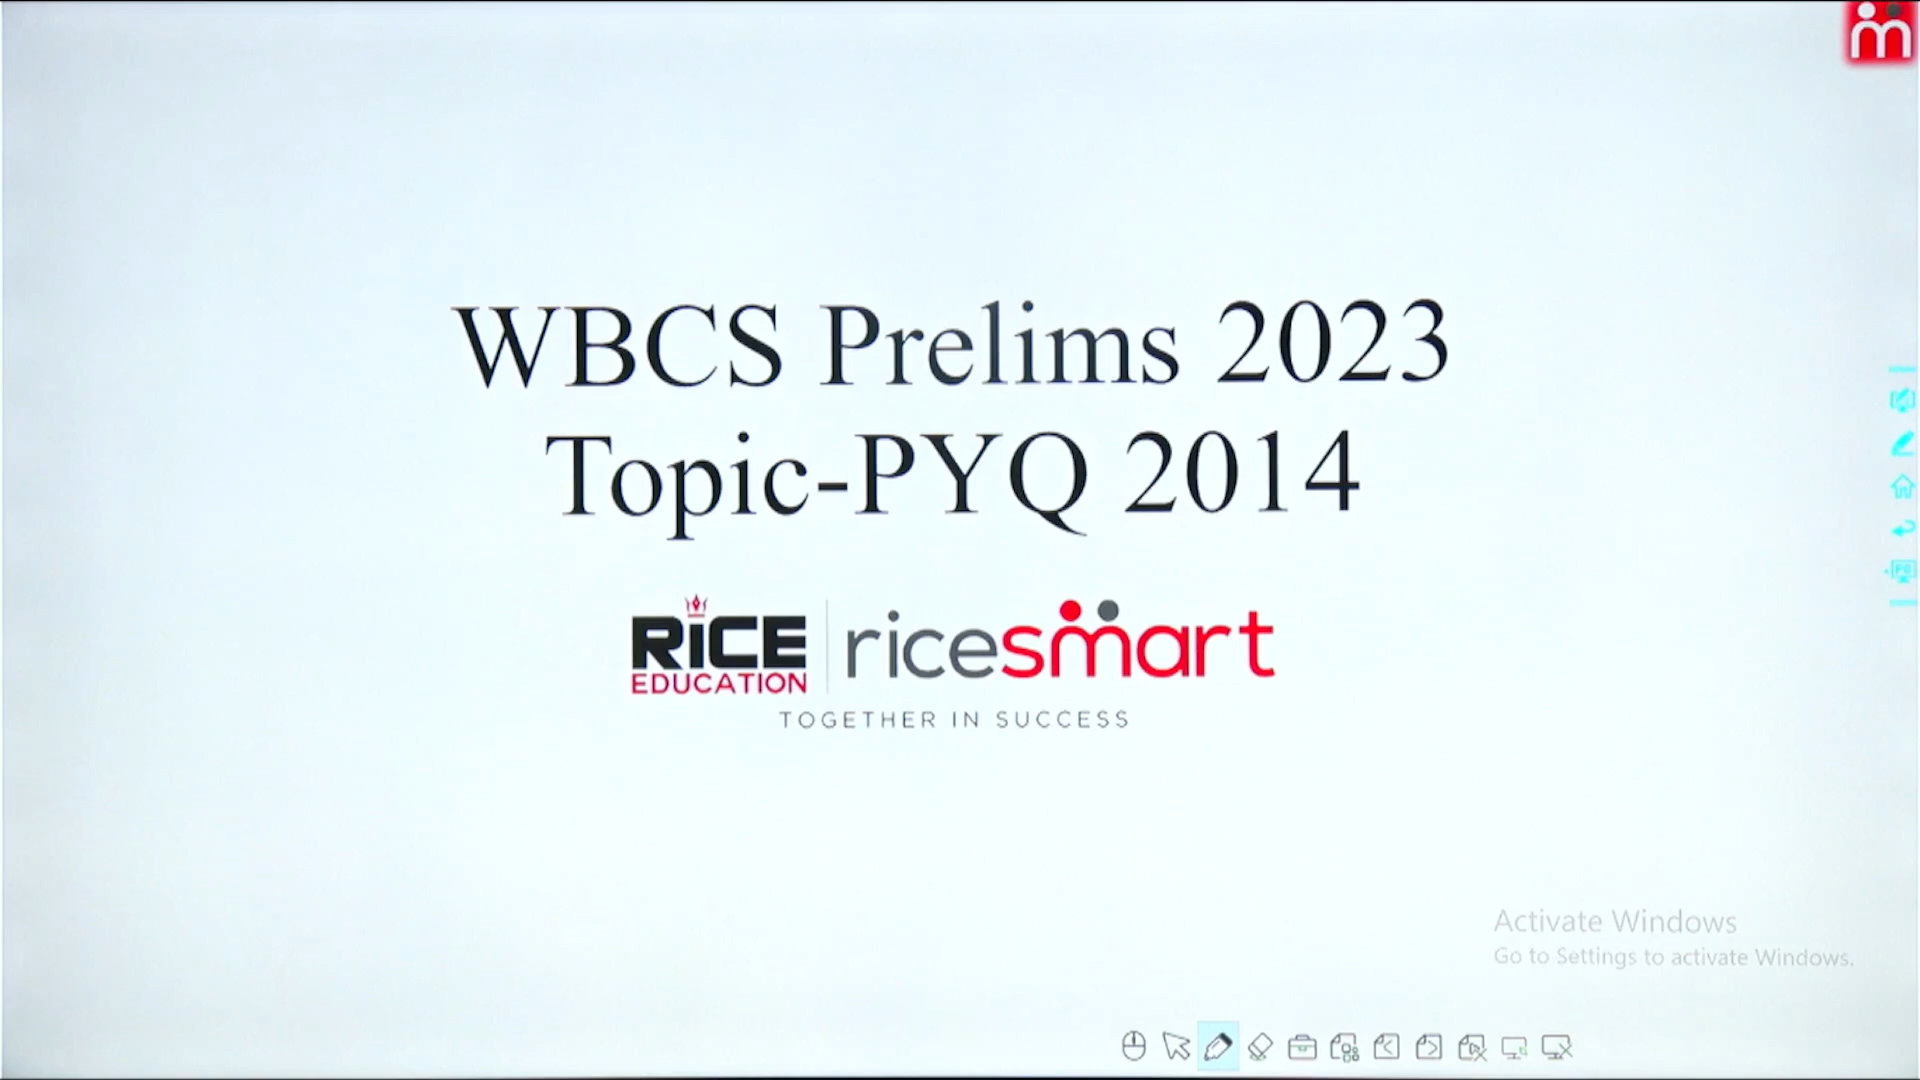 WBCS Prelims 2023
Topic-PYQ 2014
RiCE
EDUCATION
ricesmart
TOGETHER IN SUCCESS
Activate Windows
Go to Settings to activate Windows.